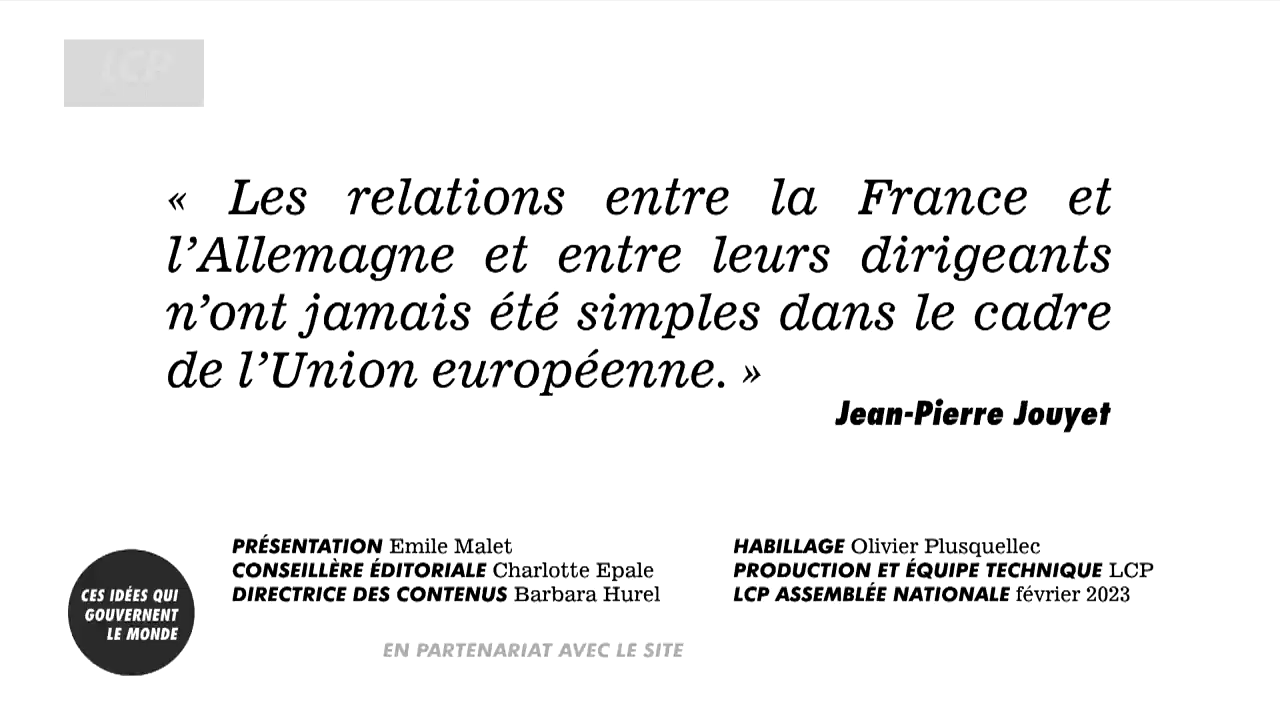 LCP
« Les relations entre la France et
l’Allemagne et entre leurs dirigeants
n’ont jamais été simples dans le cadre
de l’Union européenne. »
Jean-Pierre Jouyet
PRÉSENTATION Emile Malet
CONSEILLÈRE ÉDITORIALE Charlotte Epale
DIRECTRICE DES CONTENUS Barbara Hurel
HABILLAGE Olivier Plusquellec
PRODUCTION ET ÉQUIPE TECHNIQUE LCP
LCP ASSEMBLÉE NATIONALE février 2023
CES IDÉES QUI
GOUVERNENT
LE MONDE
EN PARTENARIAT AVEC LE SITE